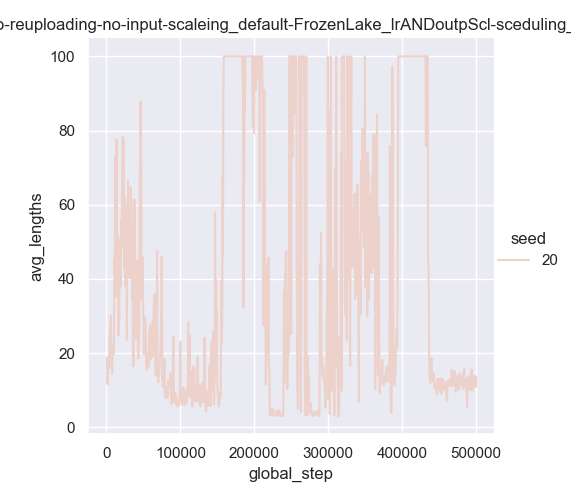 o-reuploading-no-input-scaleing_default-FrozenLake_lrANDoutpScl-sceduling_
100
80
60
40
20
0
avg_lengths
0 100000 200000 300000 400000 500000
global_step
seed
20